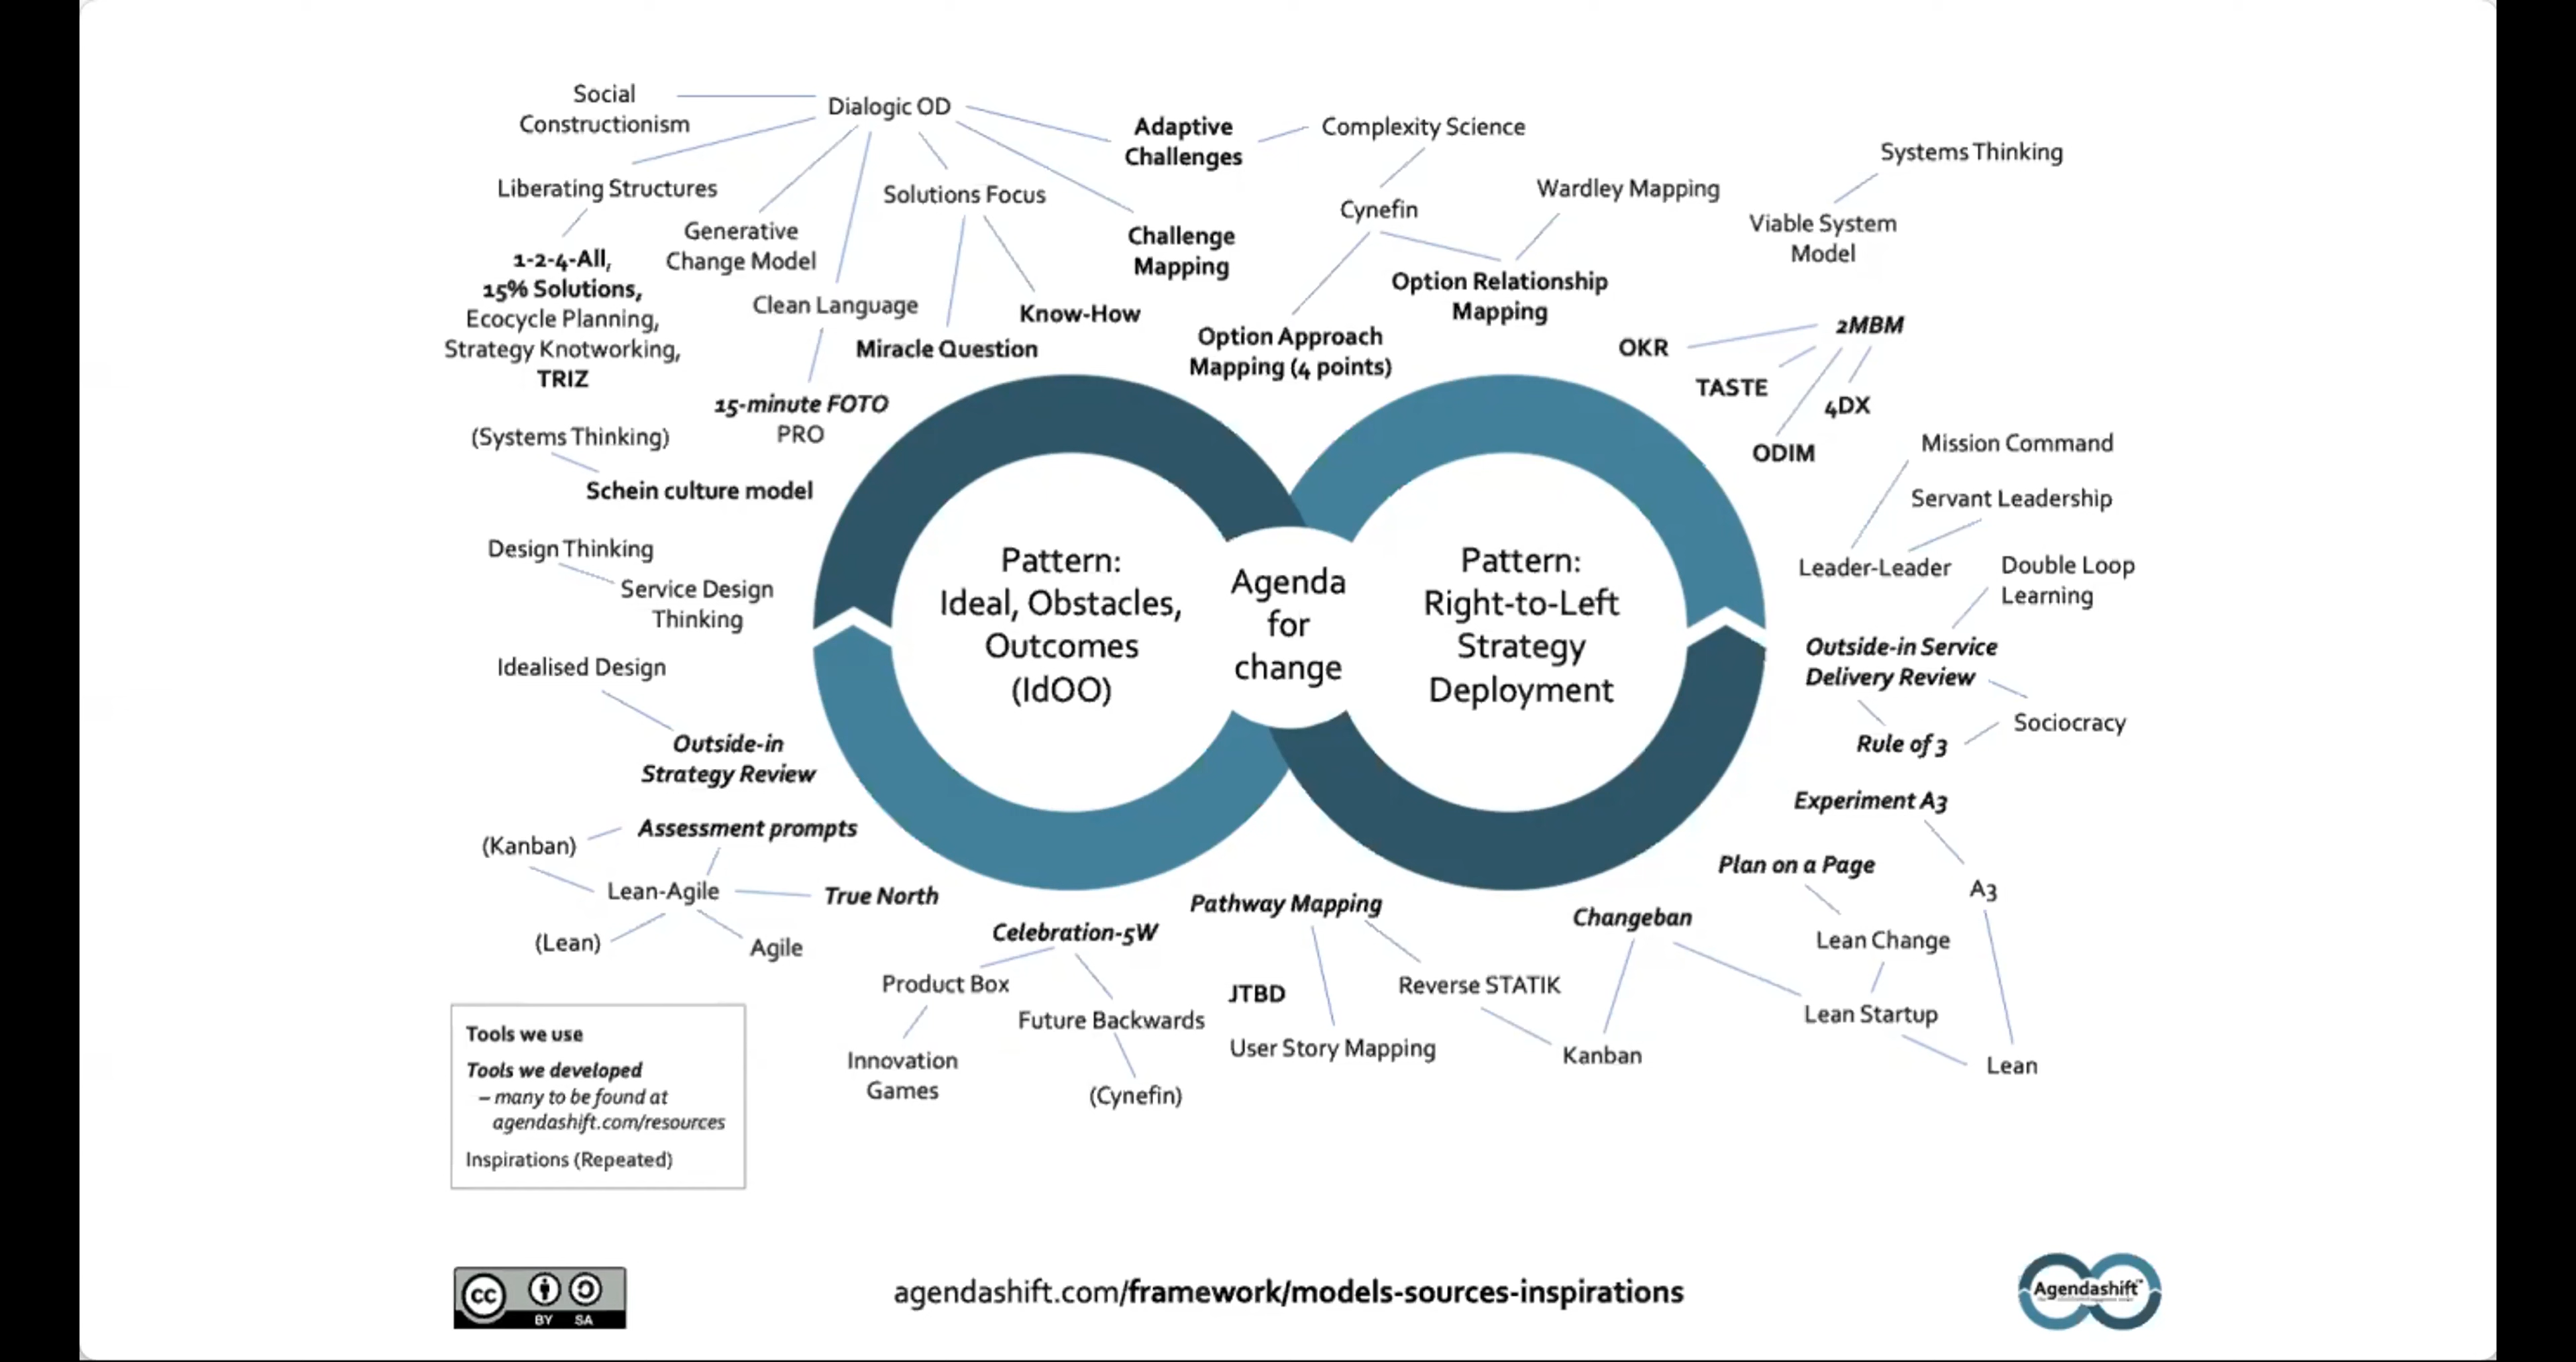 Social
Constructionism
Dialogic OD
Adaptive
Challenges
Complexity Science
Systems Thinking
Liberating Structures
Solutions Focus
Cynefin
Wardley Mapping
Viable System
Model
Generative
Change Model
Challenge
Mapping
1-2-4-All,
15% Solutions,
Ecocycle Planning,
Strategy Knotworking,
TRIZ
Clean Language
Know-How
Miracle Question
Option Relationship
Mapping
Option Approach
Mapping (4 points)
2MBM
OKR
TASTE
4DX
ODIM
15-minute FOTO
PRO
(Systems Thinking)
Schein culture model
Mission Command
Servant Leadership
Leader-Leader
Double Loop
Learning
Design Thinking
Service Design
Thinking
Pattern:
Ideal, Obstacles,
Outcomes
(IdOO)
Agenda
for
change
Pattern:
Right-to-Left
Strategy
Deployment
Outside-in Service
Delivery Review
Sociocracy
Rule of 3
Idealised Design
Outside-in
Strategy Review
Experiment A3
Assessment prompts
(Kanban)
Lean-Agile
True North
(Lean)
Agile
Plan on a Page
A3
Pathway Mapping
Changeban
Celebration-5W
Lean Change
Product Box
JTBD
Reverse STATIK
Future Backwards
Lean Startup
User Story Mapping
Kanban
Lean
Innovation
Games
(Cynefin)
Tools we use
Tools we developed
– many to be found at
agendashift.com/resources
Inspirations (Repeated)
cc
BY SA
agendashift.com/framework/models-sources-inspirations
Agendashift™